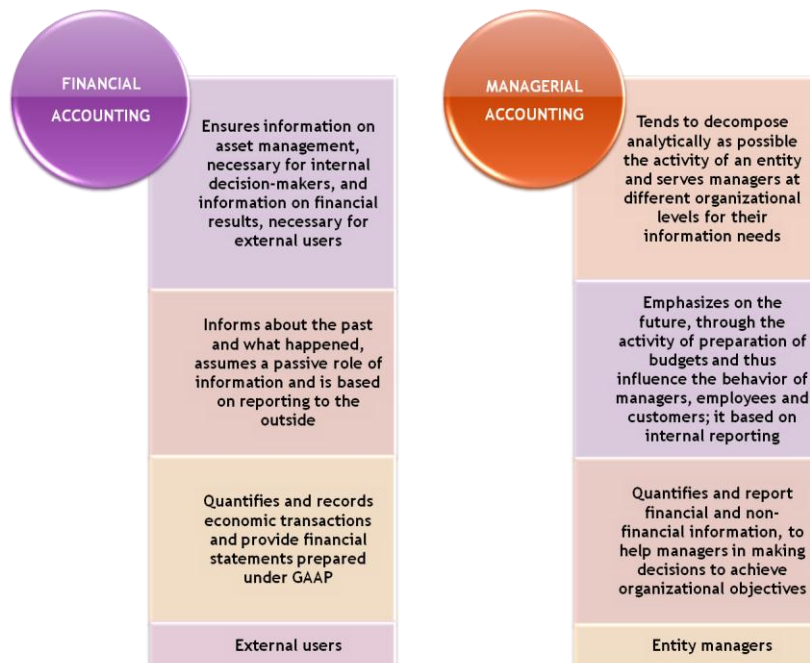 FINANCIAL
ACCOUNTING
Ensures information on
asset management,
necessary for internal
decision-makers, and
information on financial
results, necessary for
external users
Informs about the past
and what happened,
assumes a passive role of
information and is based
on reporting to the
outside
Quantifies and records
economic transactions
and provide financial
statements prepared
under GAAP
External users
MANAGERIAL
ACCOUNTING
Tends to decompose
analytically as possible
the activity of an entity
and serves managers at
different organizational
levels for their
information needs
Emphasizes on the
future, through the
activity of preparation of
budgets and thus
influence the behavior of
managers, employees and
customers; it based on
internal reporting
Quantifies and report
financial and non-
financial information, to
help managers in making
decisions to achieve
organizational objectives
Entity managers